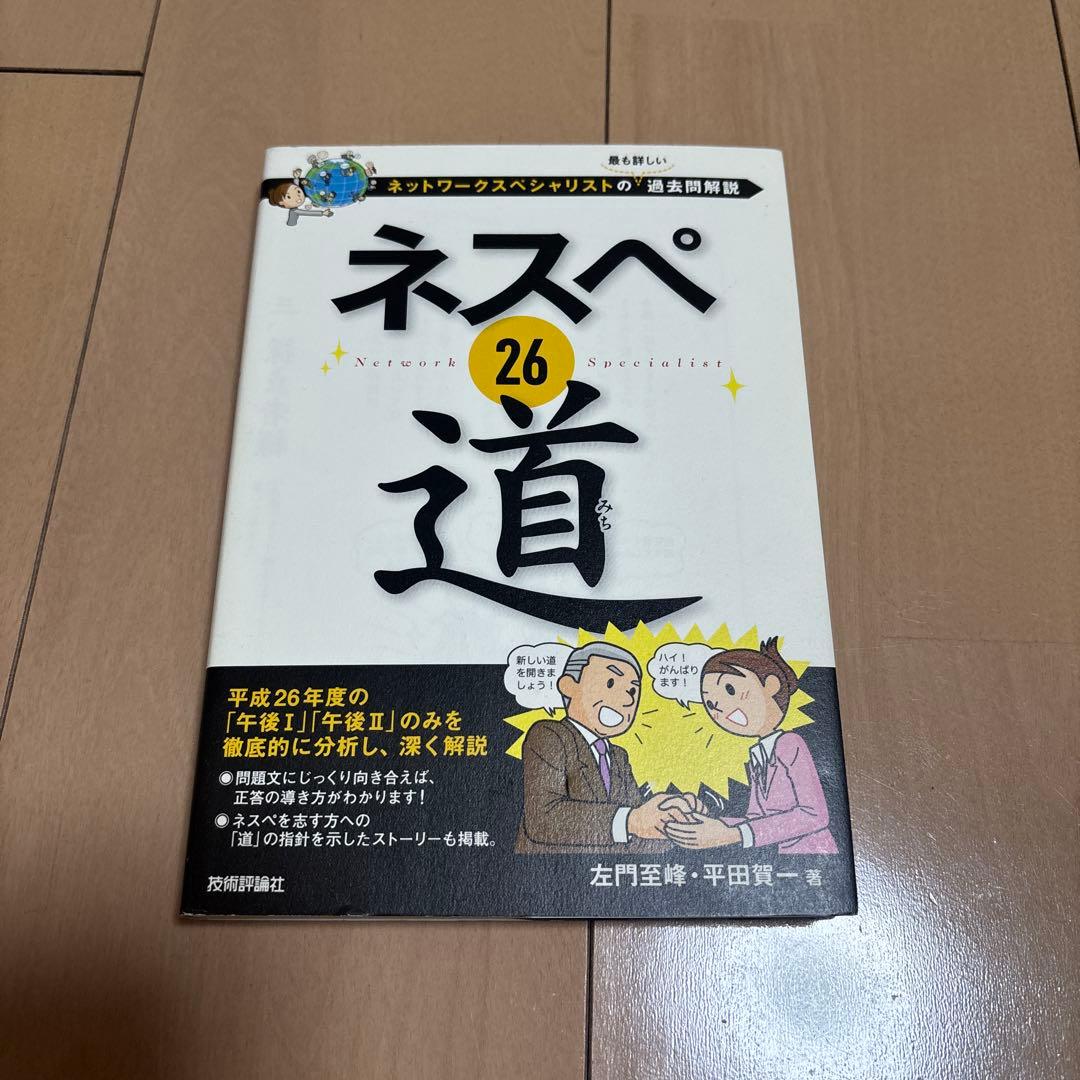 最も詳しい
ネットワークスペシャリストの過去問解説
ネスペ
26
Network Specialist
道
みち
新しい道
を開きま
しょう！
ハイ！
がんばり
ます！
平成26年度の
「午後Ⅰ」「午後Ⅱ」のみを
徹底的に分析し、深く解説
●問題文にじっくり向き合えば、
正答の導き方がわかります！
●ネスペを志す方への
「道」の指針を示したストーリーも掲載。
左門至峰・平田賀一 著
技術評論社